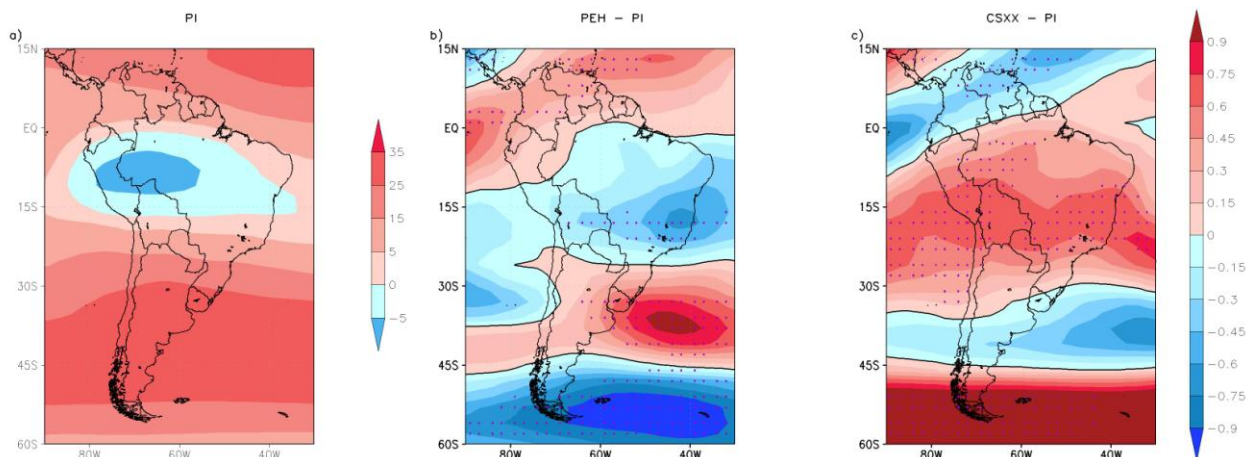 PI
a)
15N
EQ
15S
30S
45S
60S
80W
60W
40W
35
25
15
5
0
−5
PEH − PI
b)
15N
EQ
15S
30S
45S
60S
80W
60W
40W
CSXX − PI
c)
15N
EQ
15S
30S
45S
60S
80W
60W
40W
0.9
0.75
0.6
0.45
0.3
0.15
0
−0.15
−0.3
−0.45
−0.6
−0.75
−0.9